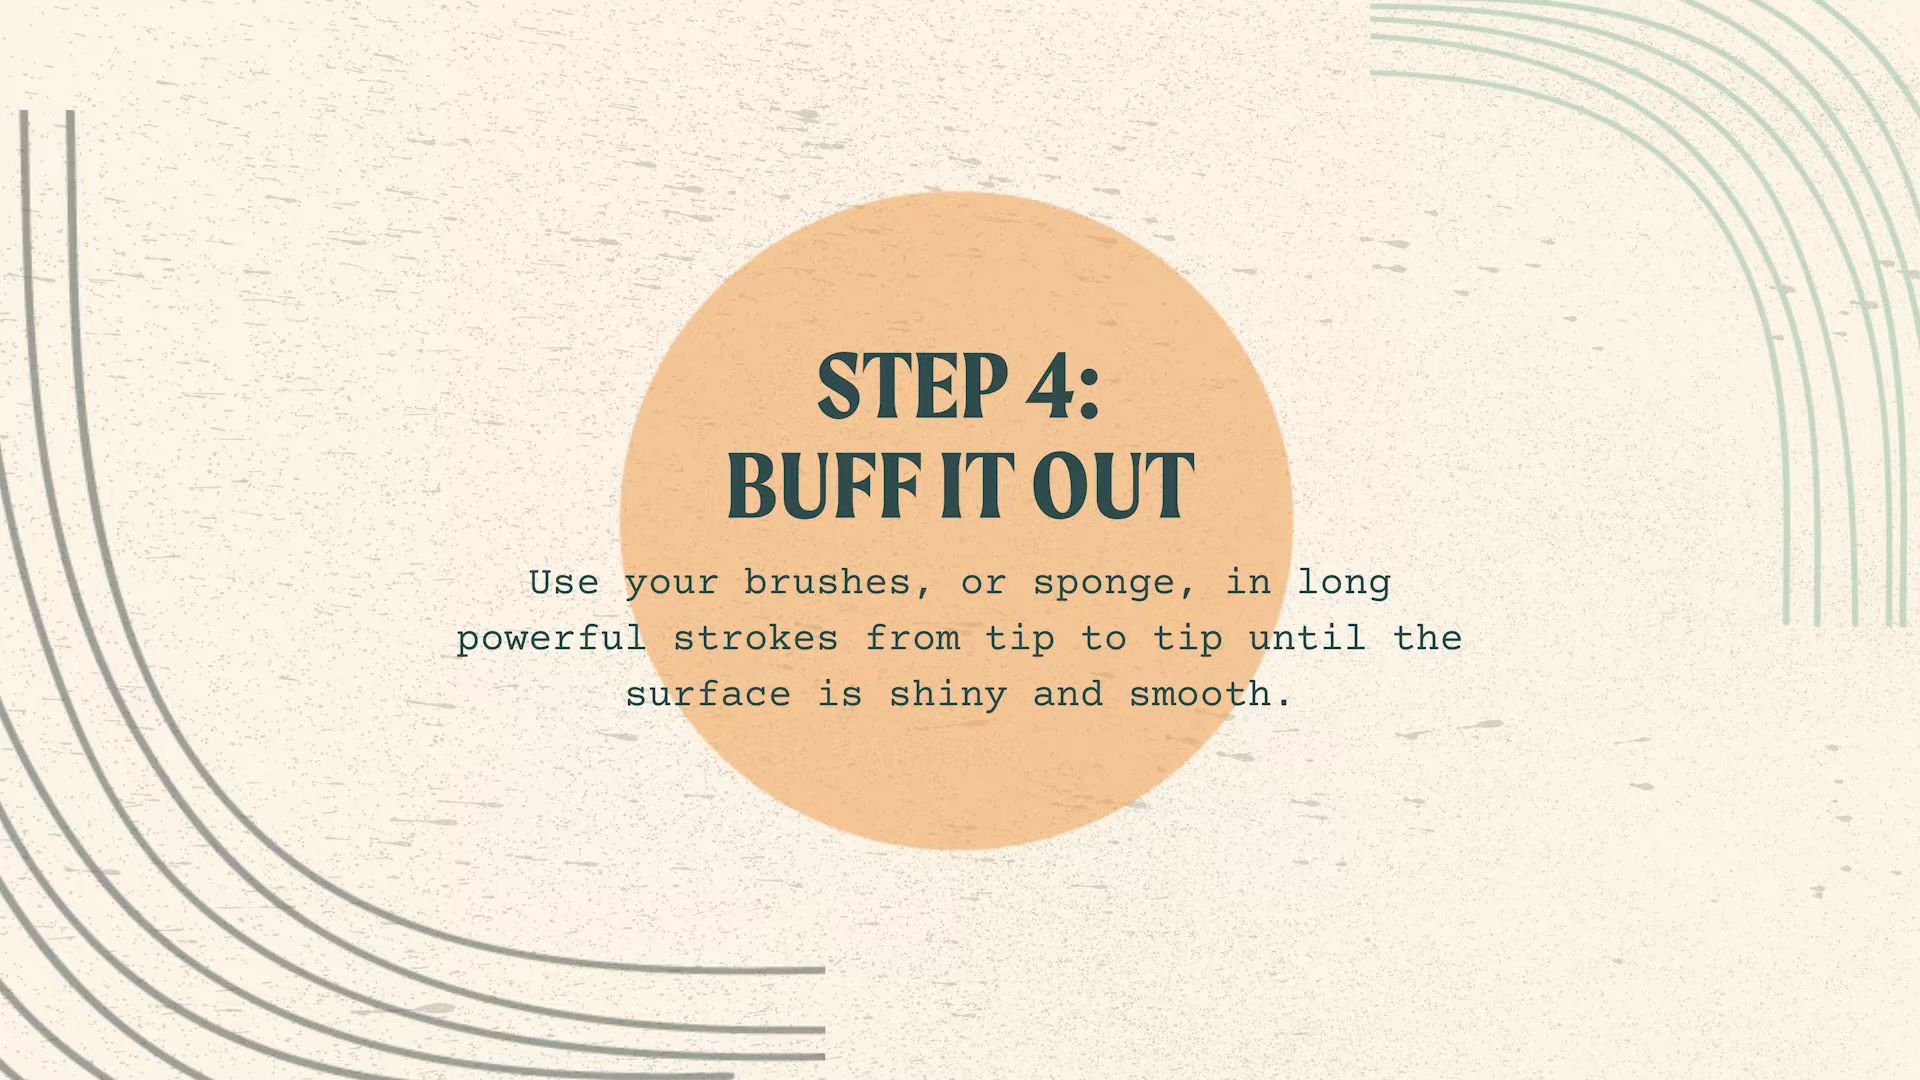 STEP 4:
BUFF IT OUT
Use your brushes, or sponge, in long
powerful strokes from tip to tip until the
surface is shiny and smooth.